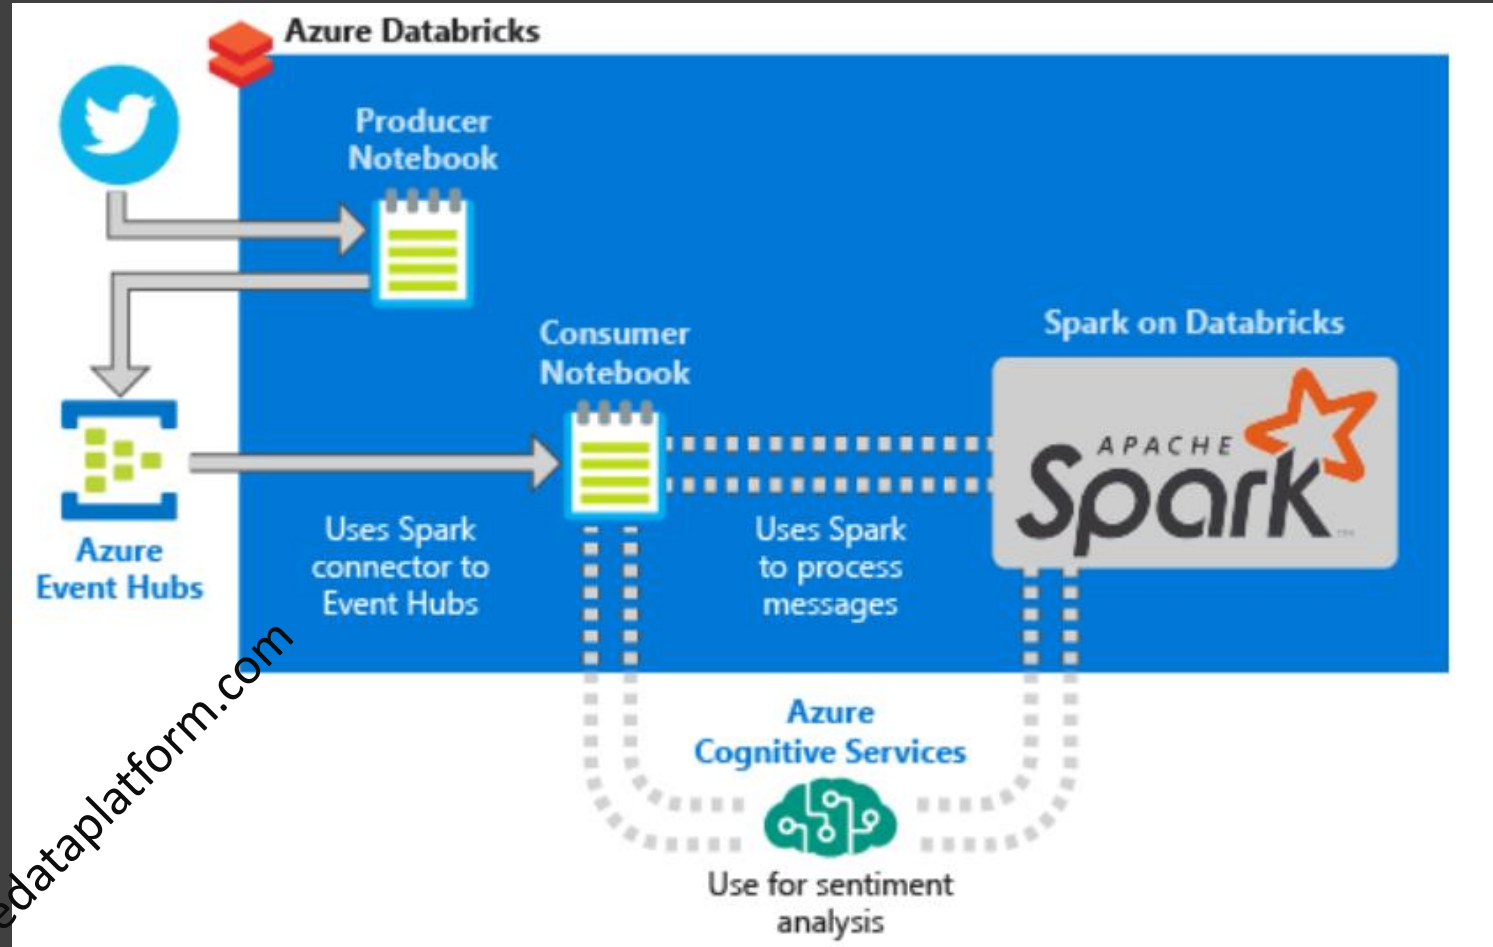 Azure Databricks
Producer
Notebook
Consumer
Notebook
Spark on Databricks
APACHE
Spark
TM
Azure
Event Hubs
Uses Spark
connector to
Event Hubs
Uses Spark
to process
messages
Azure
Cognitive Services
Use for sentiment
analysis
edataplatform.com